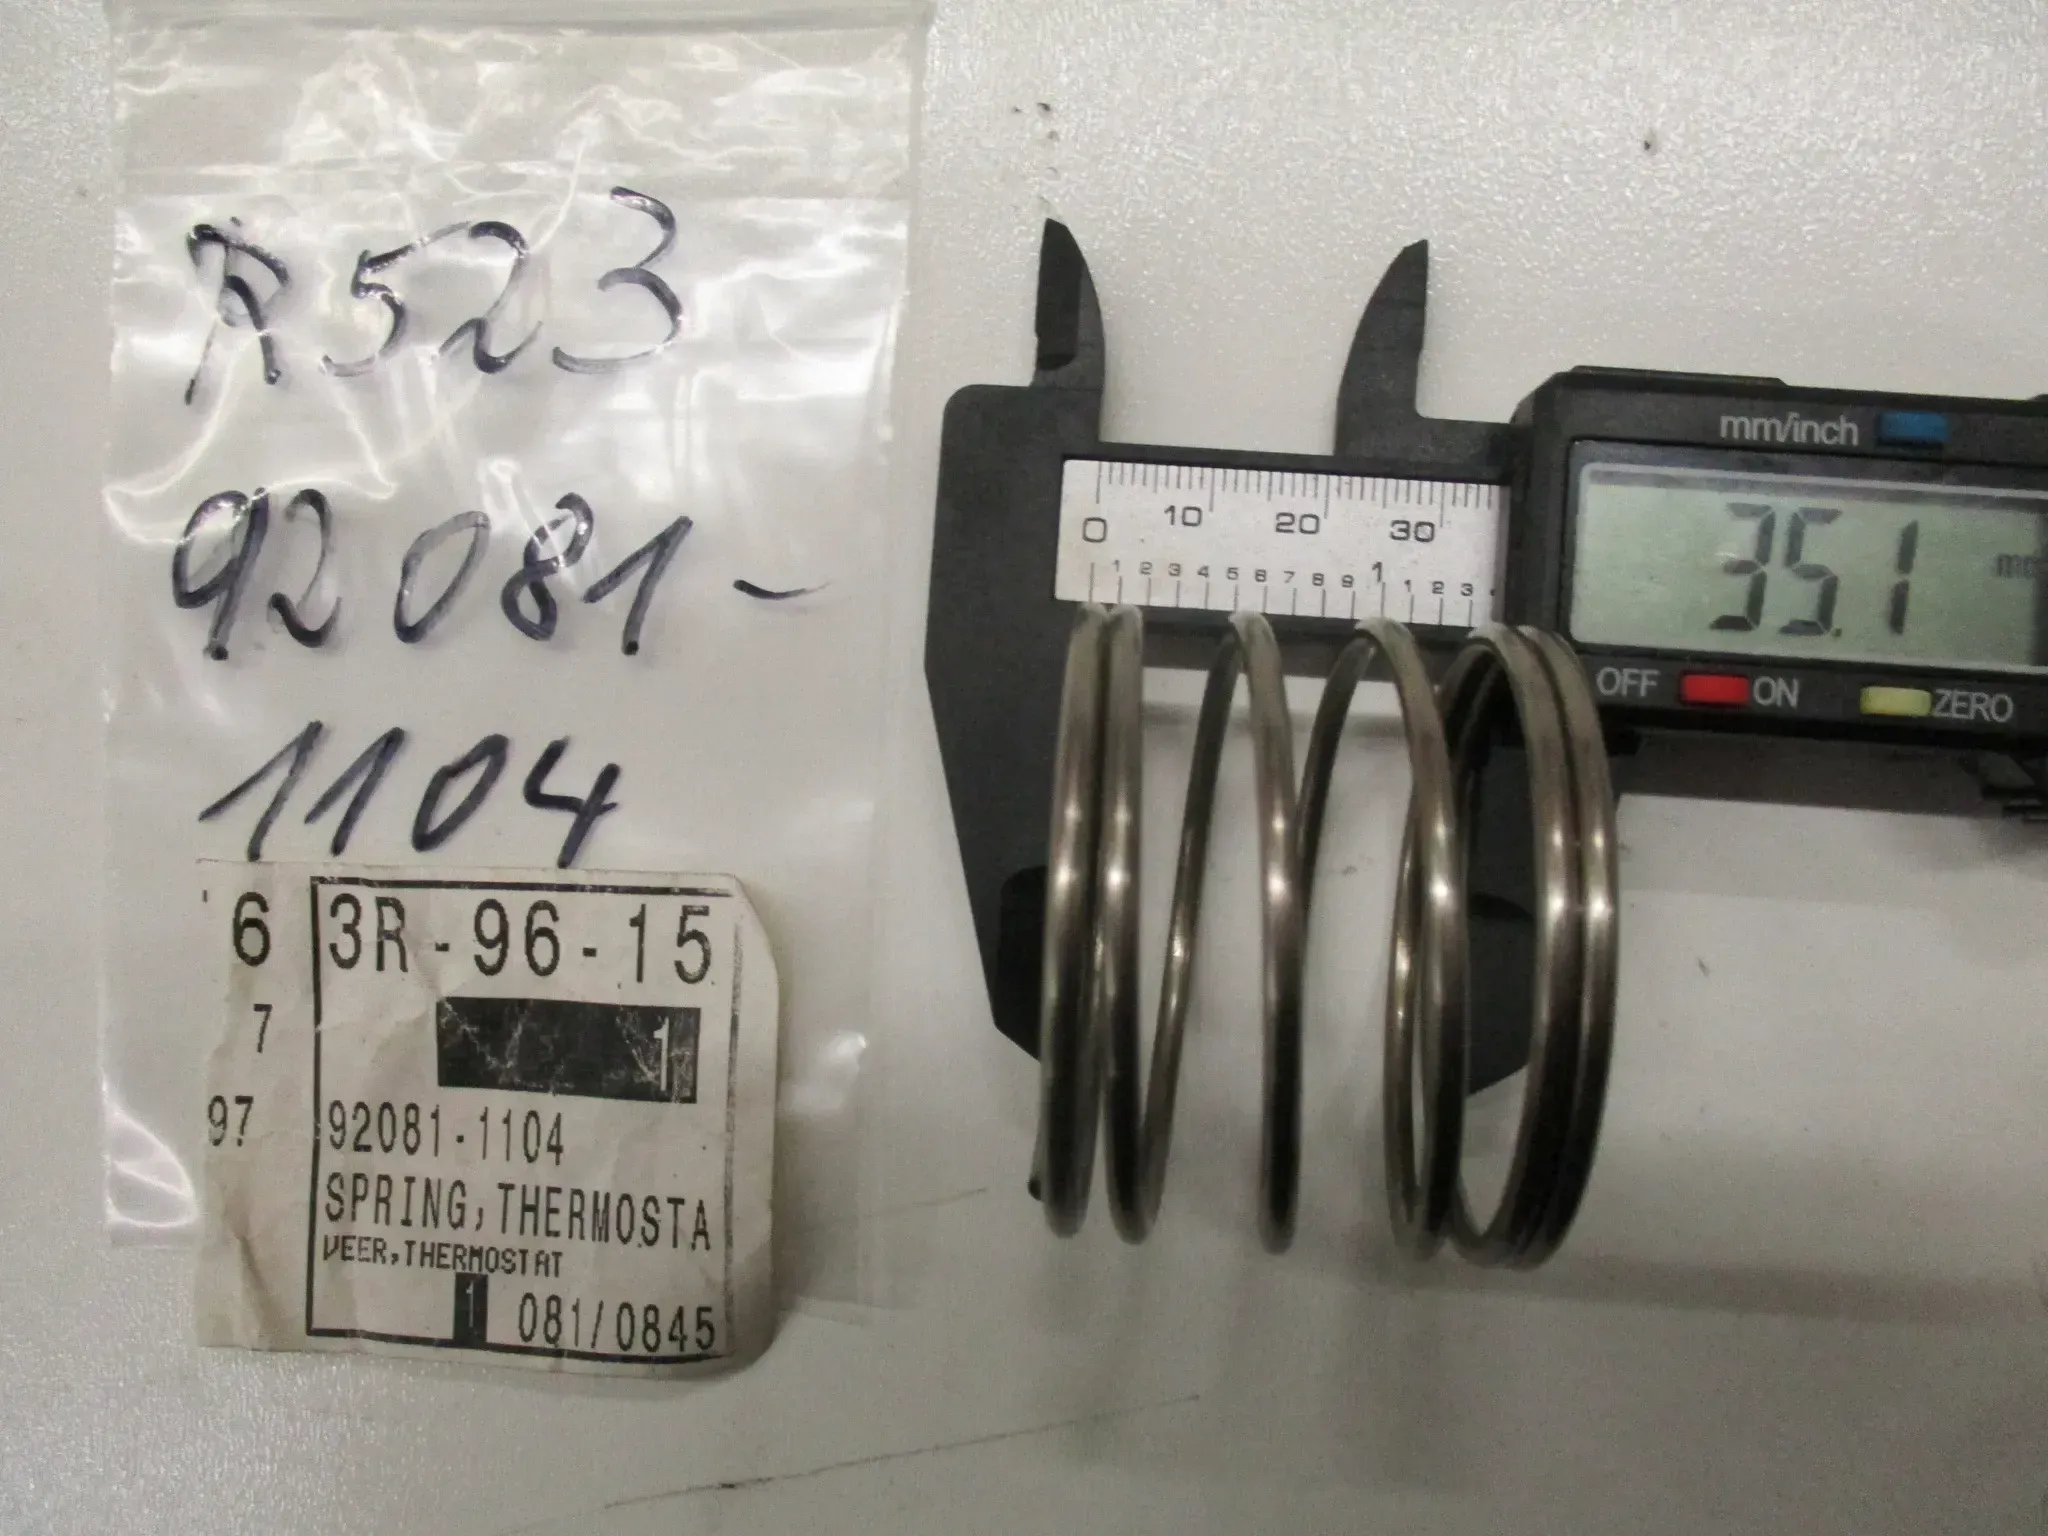 R523
92081-
1104
6 3R-96-15
7 1
97 92081-1104
SPRING,THERMOSTA
VEER,THERMOSTAT
1 081/0845
mm/inch
35.1 mm
OFF ON ZERO
0 10 20 30
1 2 3 4 5 6 7 8 9 1 1 2 3